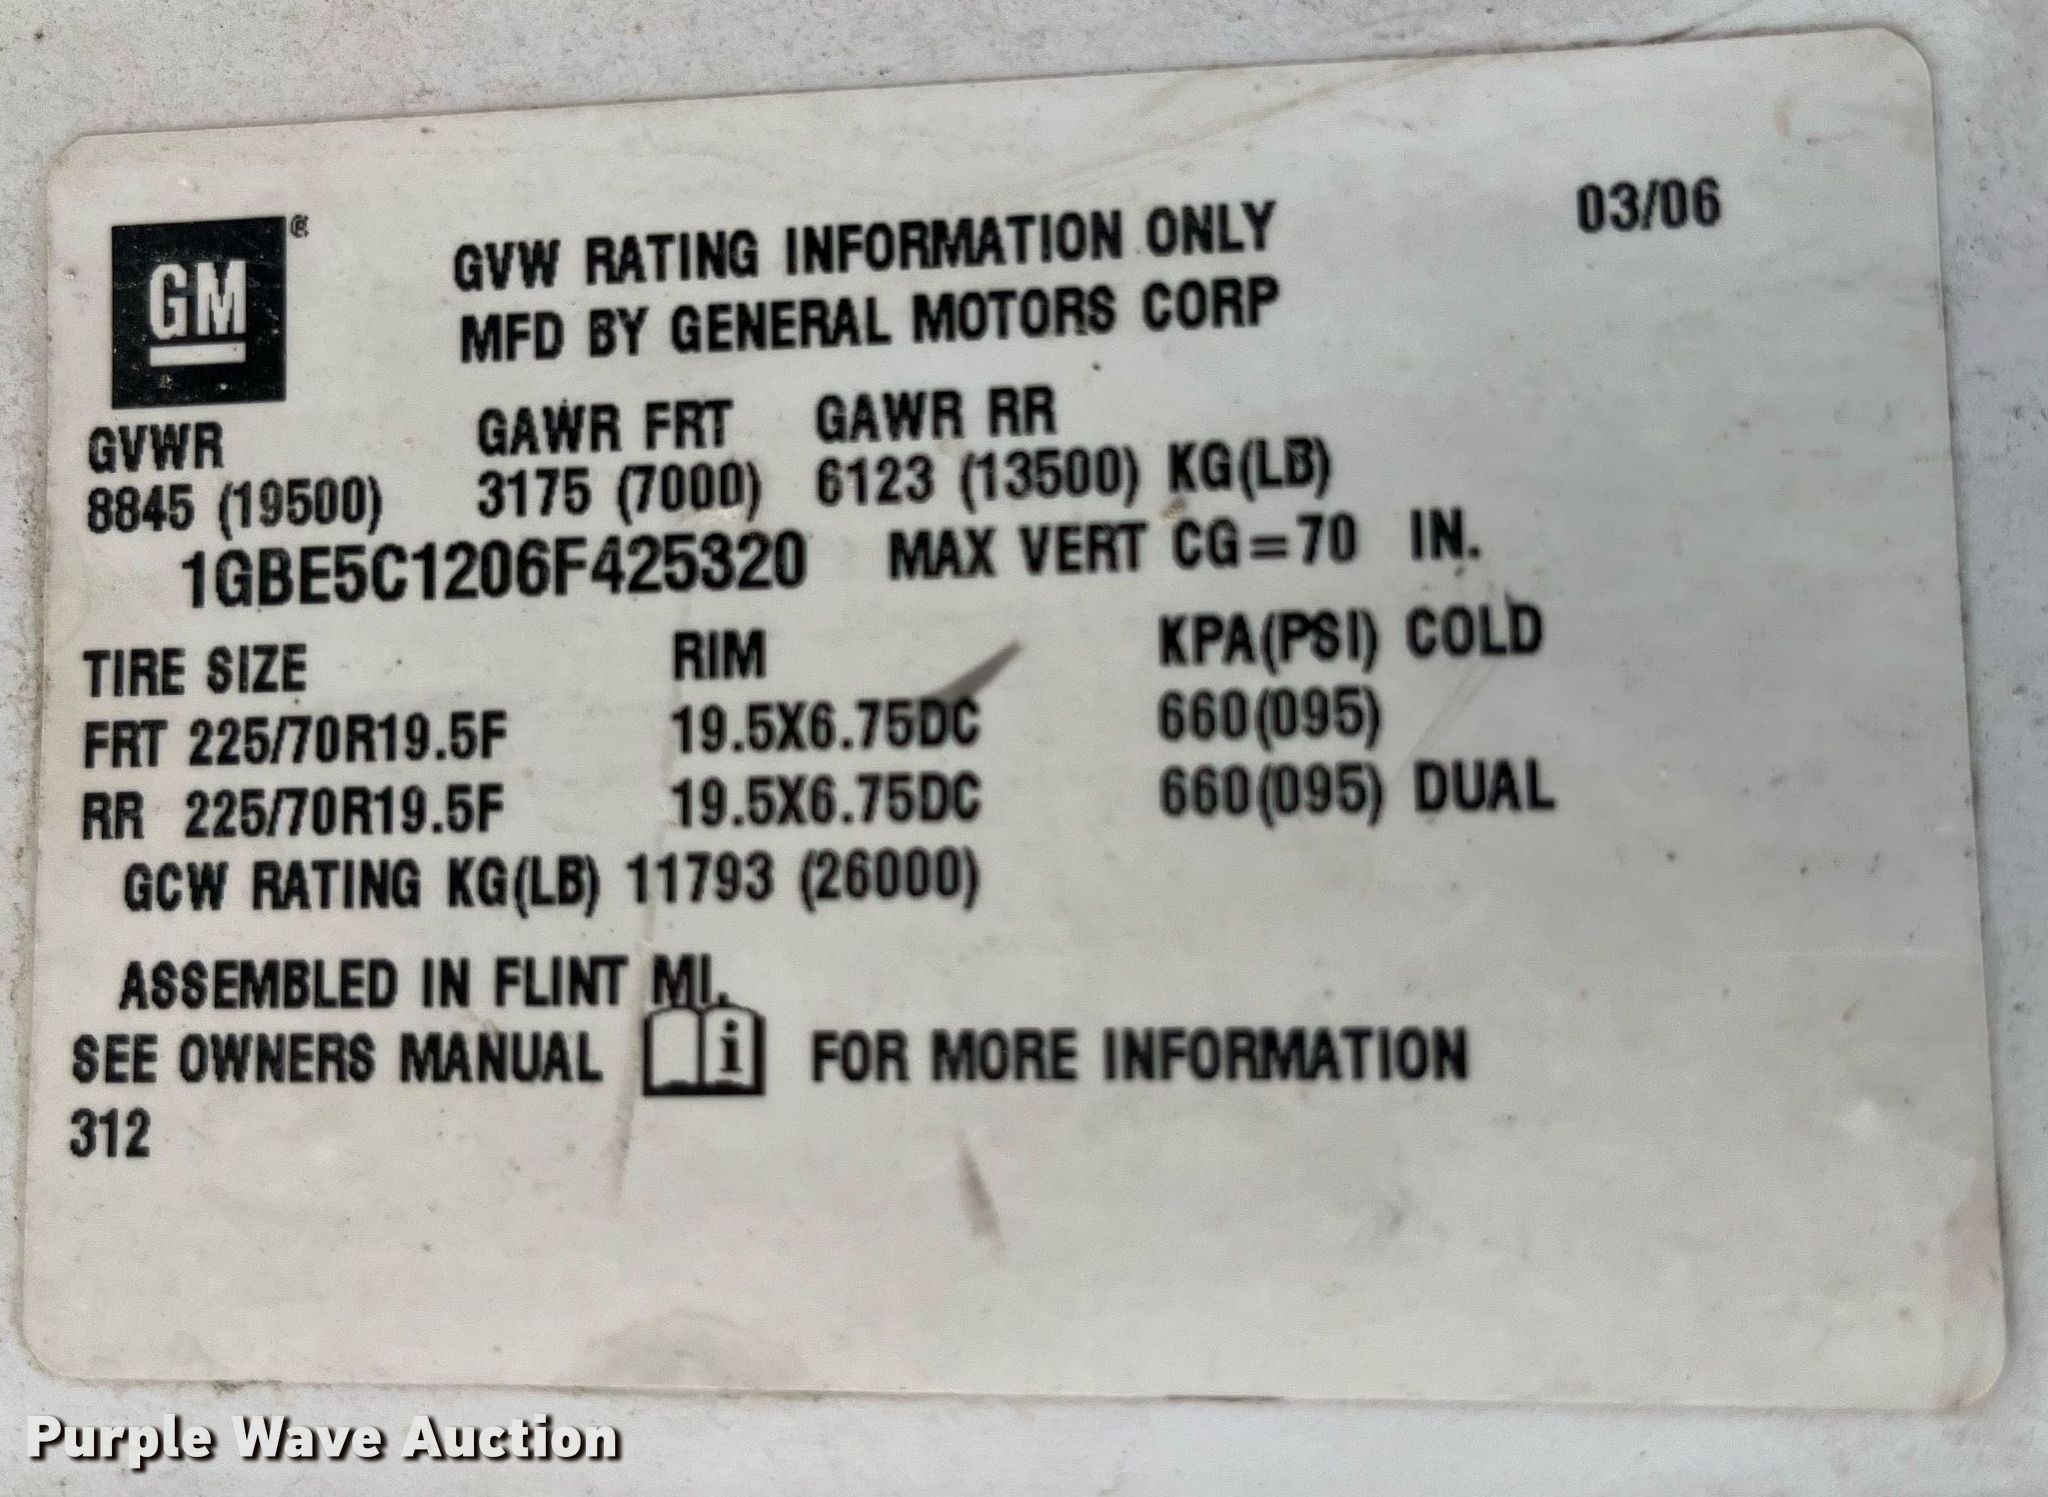 03/06
GM®
GVW RATING INFORMATION ONLY
MFD BY GENERAL MOTORS CORP
GVWR GAWR FRT GAWR RR
8845 (19500) 3175 (7000) 6123 (13500) KG(LB)
1GBE5C1206F425320 MAX VERT CG=70 IN.
TIRE SIZE RIM KPA(PSI) COLD
FRT 225/70R19.5F 19.5X6.75DC 660(095)
RR 225/70R19.5F 19.5X6.75DC 660(095) DUAL
GCW RATING KG(LB) 11793 (26000)
ASSEMBLED IN FLINT MI.
SEE OWNERS MANUAL i FOR MORE INFORMATION
312
Purple Wave Auction